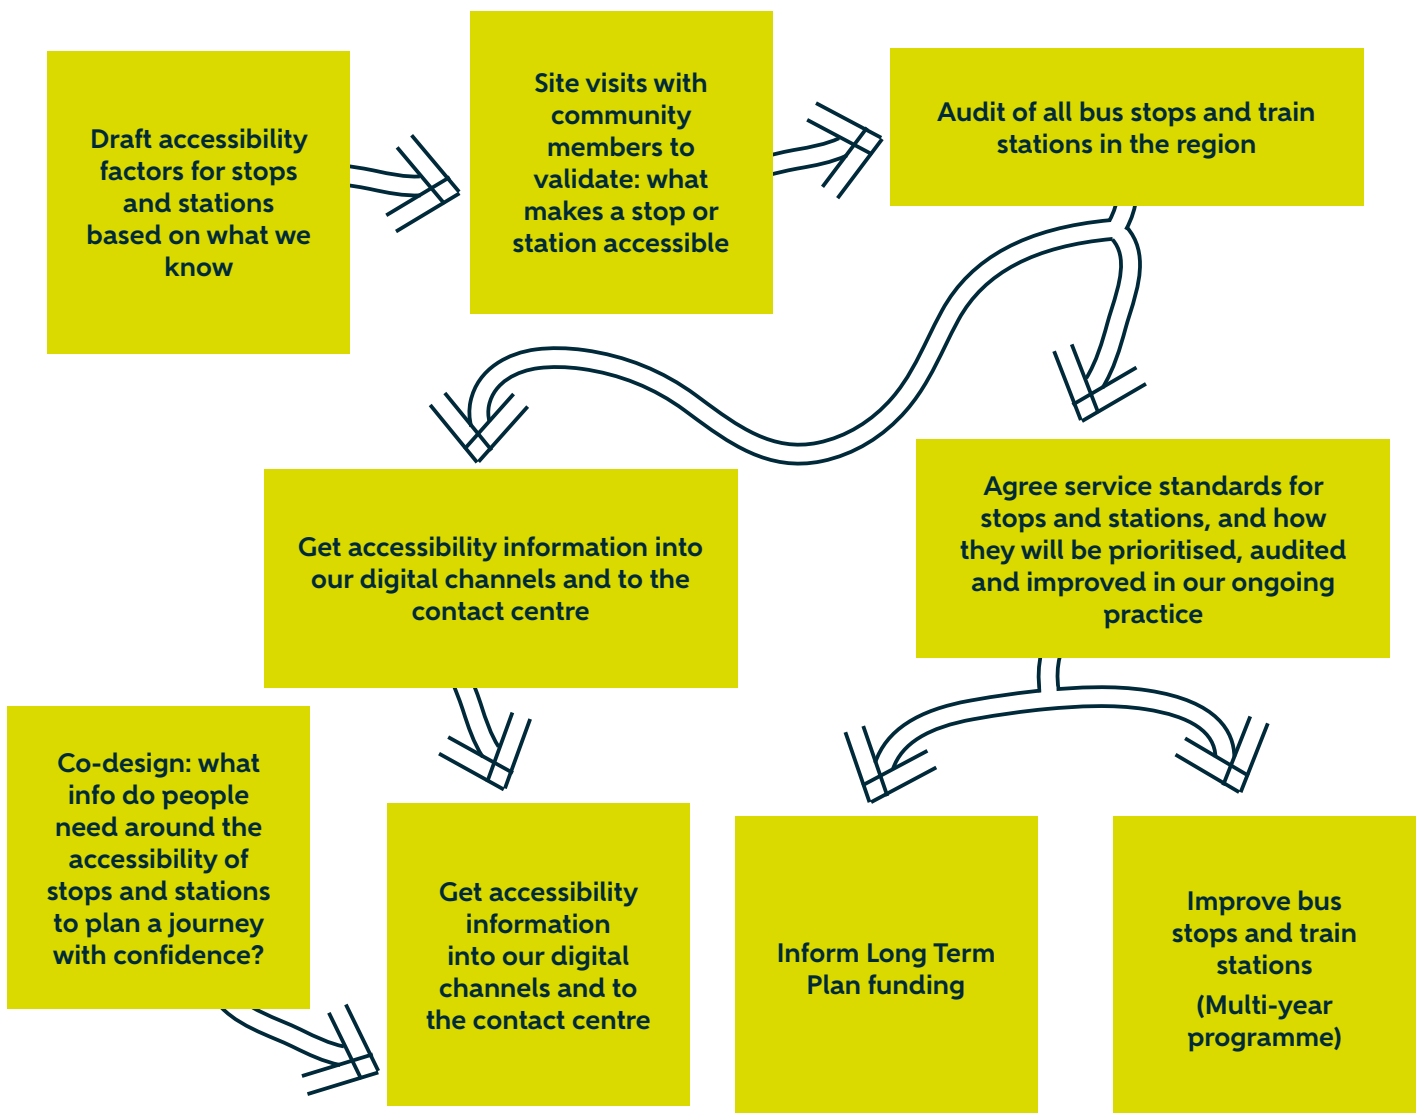 Draft accessibility
factors for stops
and stations
based on what we
know
Site visits with
community
members to
validate: what
makes a stop or
station accessible
Audit of all bus stops and train
stations in the region
Get accessibility information into
our digital channels and to the
contact centre
Agree service standards for
stops and stations, and how
they will be prioritised, audited
and improved in our ongoing
practice
Co-design: what
info do people
need around the
accessibility of
stops and stations
to plan a journey
with confidence?
Get accessibility
information
into our digital
channels and to
the contact centre
Inform Long Term
Plan funding
Improve bus
stops and train
stations
(Multi-year
programme)